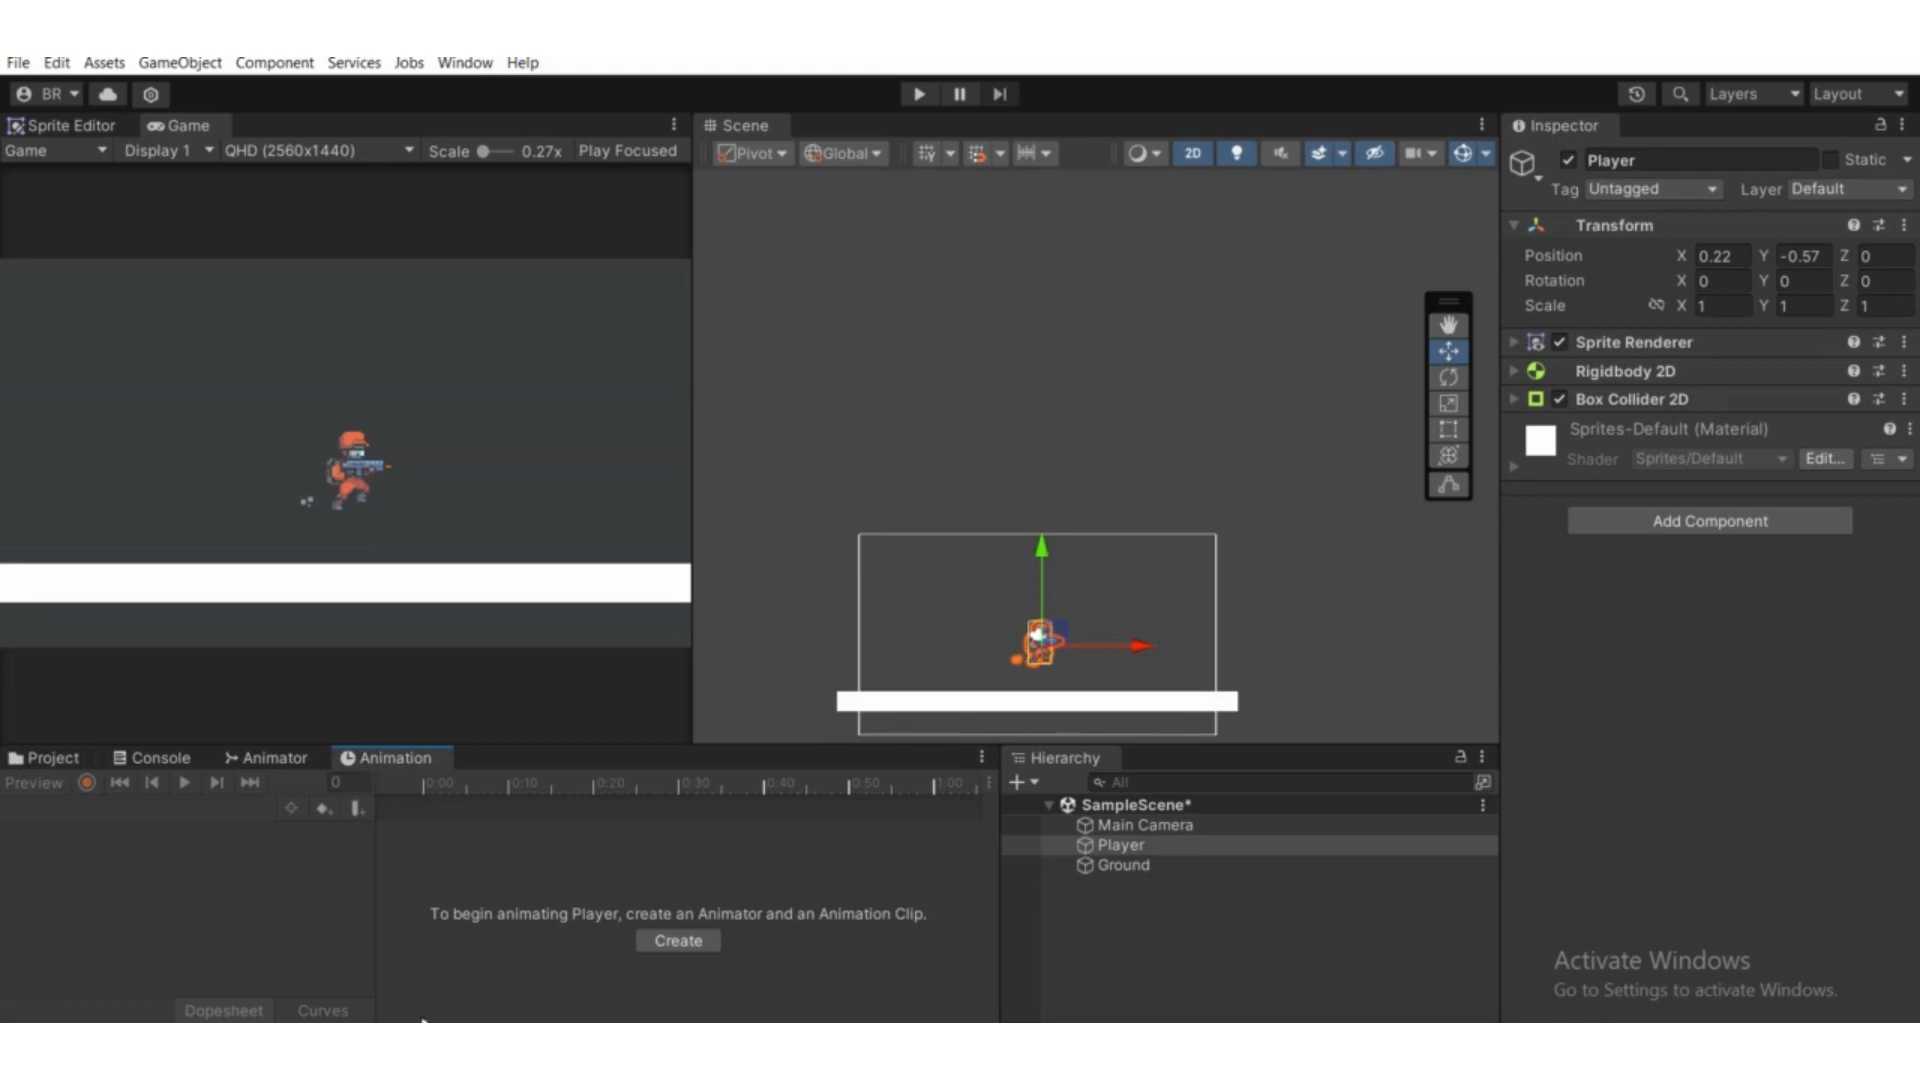 File Edit Assets GameObject Component Services Jobs Window Help
BR Layers Layout
Sprite Editor Game Scene Inspector
Game Display 1 QHD (2560x1440) Scale 0.27x Play Focused Pivot Global 2D
Player Static
Tag Untagged Layer Default
Transform
Position X 0.22 Y -0.57 Z 0
Rotation X 0 Y 0 Z 0
Scale X 1 Y 1 Z 1
Sprite Renderer
Rigidbody 2D
Box Collider 2D
Sprites-Default (Material)
Shader Sprites/Default Edit...
Add Component
Project Console Animator Animation Hierarchy
Preview 0 0:00 0:10 0:20 0:30 0:40 0:50 1:00 All
SampleScene*
Main Camera
Player
Ground
To begin animating Player, create an Animator and an Animation Clip.
Create
Dopesheet Curves
Activate Windows
Go to Settings to activate Windows.